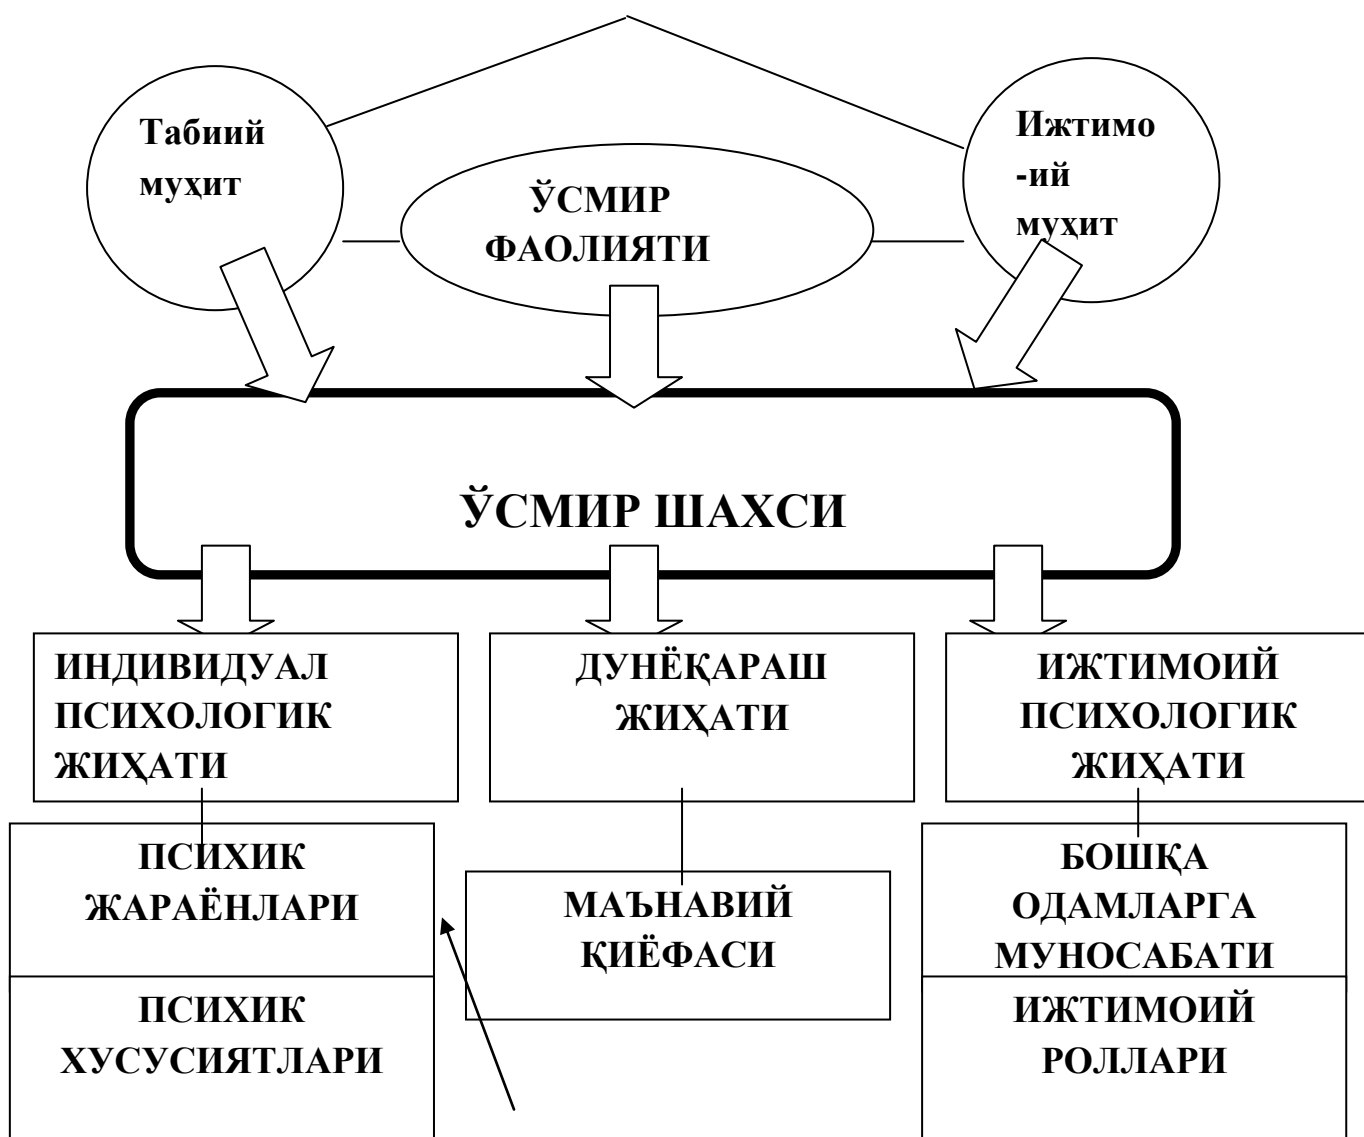 Табиий
муҳит
Ижтимо
-ий
муҳит
ЎСМИР
ФАОЛИЯТИ
ЎСМИР ШАХСИ
ИНДИВИДУАЛ
ПСИХОЛОГИК
ЖИҲАТИ
ДУНЁҚАРАШ
ЖИҲАТИ
ИЖТИМОИЙ
ПСИХОЛОГИК
ЖИҲАТИ
ПСИХИК
ЖАРАЁНЛАРИ
МАЪНАВИЙ
ҚИЁФАСИ
БОШҚА
ОДАМЛАРГА
МУНОСАБАТИ
ПСИХИК
ХУСУСИЯТЛАРИ
ИЖТИМОИЙ
РОЛЛАРИ